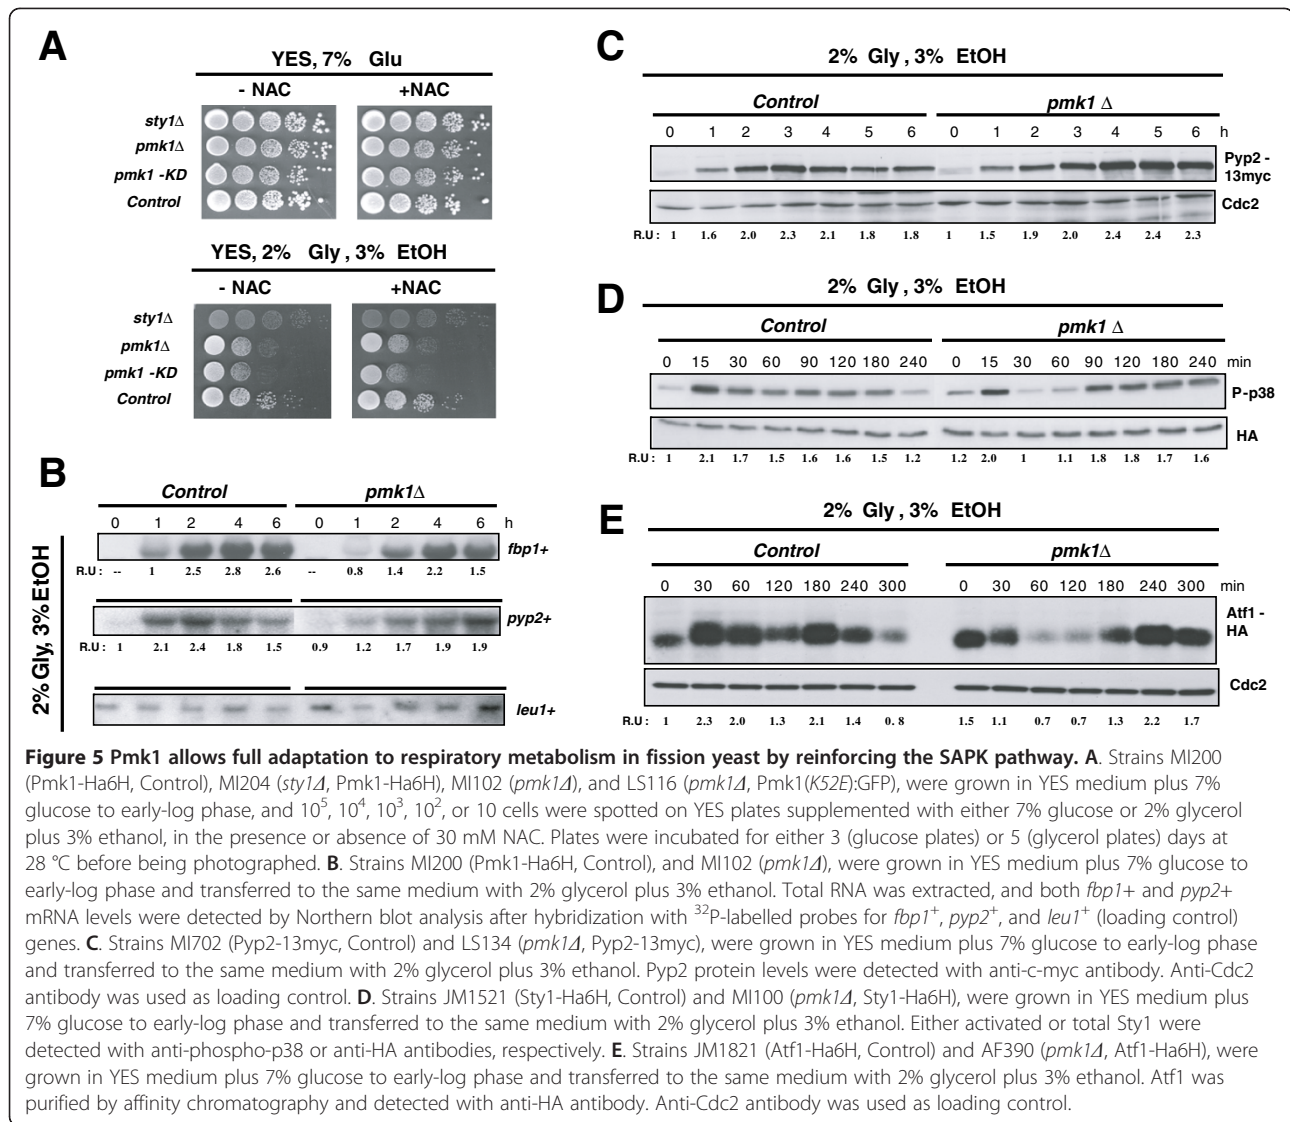 A
YES, 7% Glu
- NAC +NAC
sty1Δ
pmk1Δ
pmk1 -KD
Control
YES, 2% Gly , 3% EtOH
- NAC +NAC
sty1Δ
pmk1Δ
pmk1 -KD
Control
B
2% Gly, 3% EtOH
Control pmk1Δ
0 1 2 4 6 0 1 2 4 6 h
fbp1+
R.U : -- 1 2.5 2.8 2.6 -- 0.8 1.4 2.2 1.5
pyp2+
R.U : 1 2.1 2.4 1.8 1.5 0.9 1.2 1.7 1.9 1.9
leu1+
C
2% Gly , 3% EtOH
Control pmk1 Δ
0 1 2 3 4 5 6 0 1 2 3 4 5 6 h
Pyp2 -
13myc
Cdc2
R.U : 1 1.6 2.0 2.3 2.1 1.8 1.8 1 1.5 1.9 2.0 2.4 2.4 2.3
D
2% Gly , 3% EtOH
Control pmk1 Δ
0 15 30 60 90 120 180 240 0 15 30 60 90 120 180 240 min
P-p38
HA
R.U : 1 2.1 1.7 1.5 1.6 1.6 1.5 1.2 1.2 2.0 1 1.1 1.8 1.8 1.7 1.6
E
2% Gly , 3% EtOH
Control pmk1Δ
0 30 60 120 180 240 300 0 30 60 120 180 240 300 min
Atf1 -
HA
Cdc2
R.U : 1 2.3 2.0 1.3 2.1 1.4 0. 8 1.5 1.1 0.7 0.7 1.3 2.2 1.7
Figure 5 Pmk1 allows full adaptation to respiratory metabolism in fission yeast by reinforcing the SAPK pathway. A. Strains MI200
(Pmk1-Ha6H, Control), MI204 (sty1Δ, Pmk1-Ha6H), MI102 (pmk1Δ), and LS116 (pmk1Δ, Pmk1(K52E):GFP), were grown in YES medium plus 7%
glucose to early-log phase, and 10⁵, 10⁴, 10³, 10², or 10 cells were spotted on YES plates supplemented with either 7% glucose or 2% glycerol
plus 3% ethanol, in the presence or absence of 30 mM NAC. Plates were incubated for either 3 (glucose plates) or 5 (glycerol plates) days at
28 °C before being photographed. B. Strains MI200 (Pmk1-Ha6H, Control), and MI102 (pmk1Δ), were grown in YES medium plus 7% glucose to
early-log phase and transferred to the same medium with 2% glycerol plus 3% ethanol. Total RNA was extracted, and both fbp1+ and pyp2+
mRNA levels were detected by Northern blot analysis after hybridization with ³²P-labelled probes for fbp1⁺, pyp2⁺, and leu1⁺ (loading control)
genes. C. Strains MI702 (Pyp2-13myc, Control) and LS134 (pmk1Δ, Pyp2-13myc), were grown in YES medium plus 7% glucose to early-log phase
and transferred to the same medium with 2% glycerol plus 3% ethanol. Pyp2 protein levels were detected with anti-c-myc antibody. Anti-Cdc2
antibody was used as loading control. D. Strains JM1521 (Sty1-Ha6H, Control) and MI100 (pmk1Δ, Sty1-Ha6H), were grown in YES medium plus
7% glucose to early-log phase and transferred to the same medium with 2% glycerol plus 3% ethanol. Either activated or total Sty1 were
detected with anti-phospho-p38 or anti-HA antibodies, respectively. E. Strains JM1821 (Atf1-Ha6H, Control) and AF390 (pmk1Δ, Atf1-Ha6H), were
grown in YES medium plus 7% glucose to early-log phase and transferred to the same medium with 2% glycerol plus 3% ethanol. Atf1 was
purified by affinity chromatography and detected with anti-HA antibody. Anti-Cdc2 antibody was used as loading control.